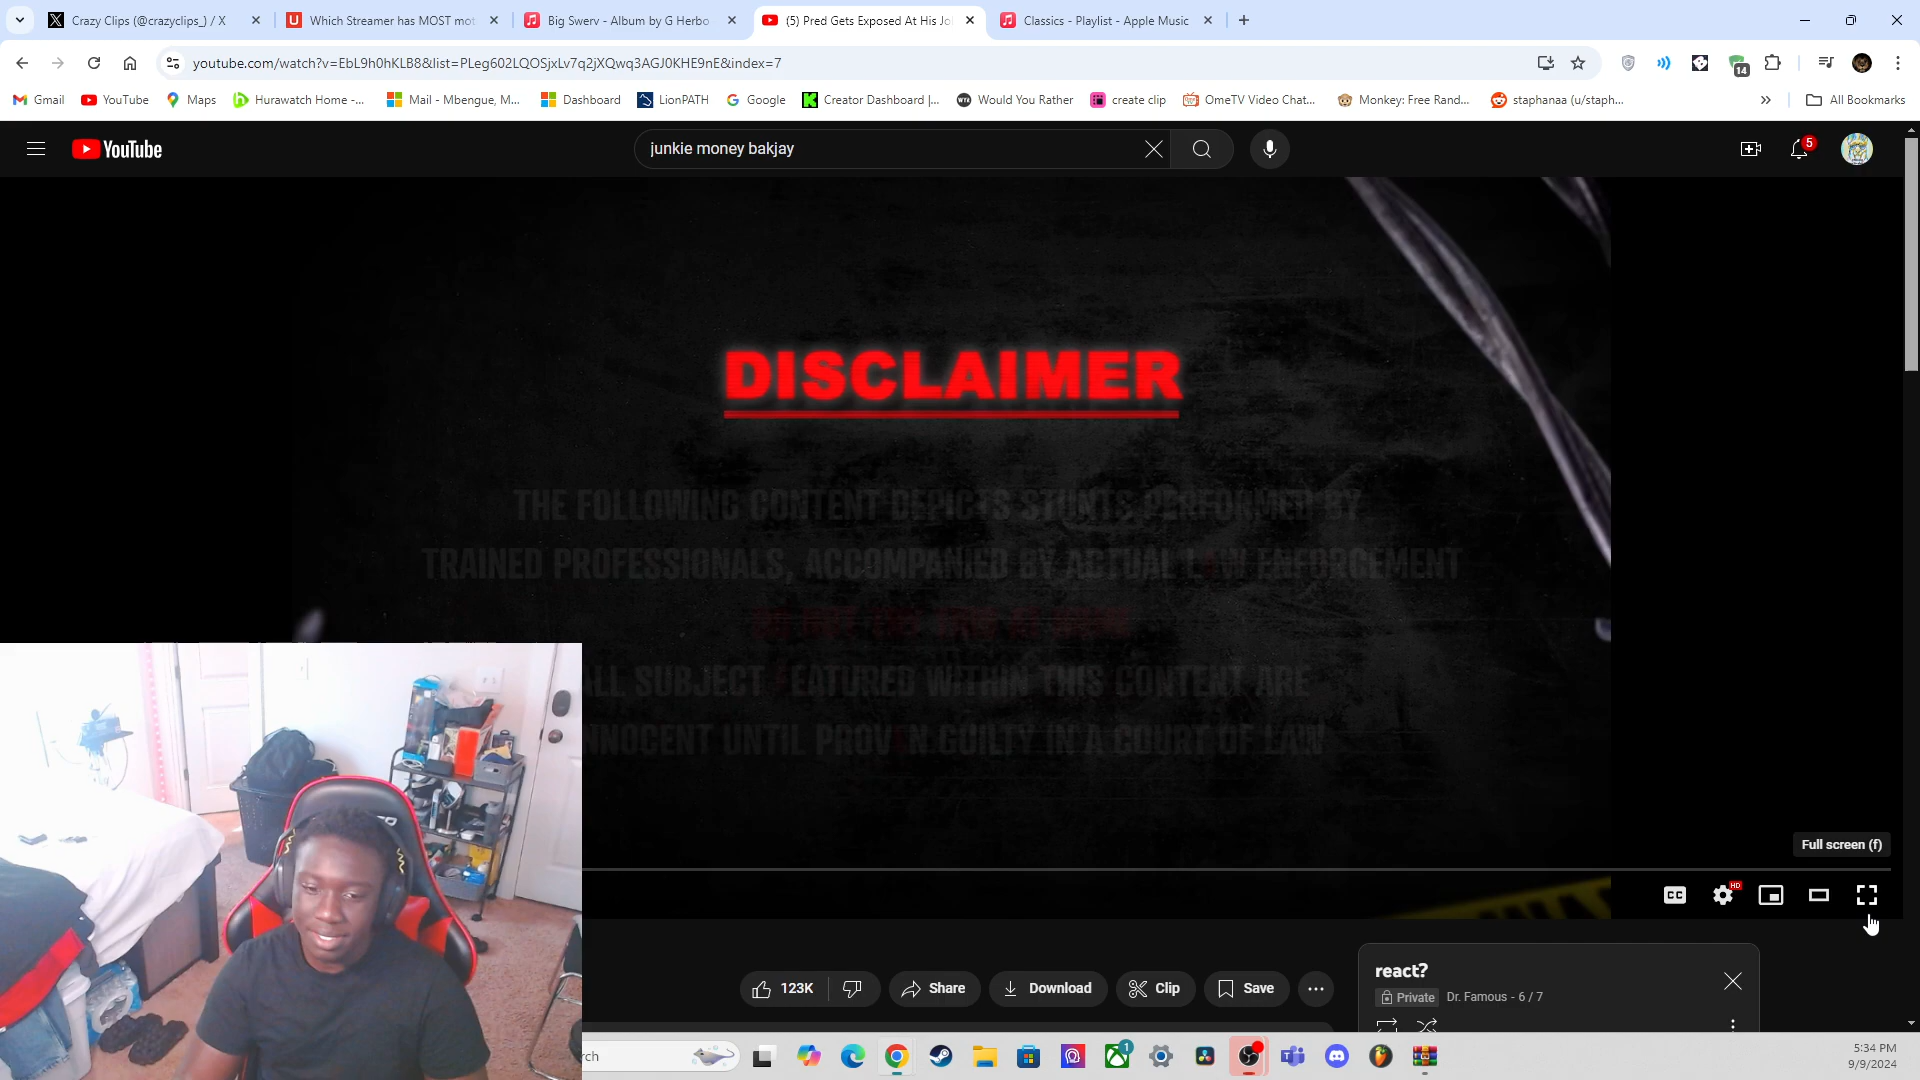 Crazy Clips (@crazyclips_) / X
Which Streamer has MOST mot
Big Swerv - Album by G Herbo
(5) Pred Gets Exposed At His Jo
Classics - Playlist - Apple Music
youtube.com/watch?v=EbL9h0hKLB8&list=PLeg602LQOSjxLv7q2jXQwq3AGJ0KHE9nE&index=7
14
Gmail
YouTube
Maps
Hurawatch Home -...
Mail - Mbengue, M...
Dashboard
LionPATH
Google
Creator Dashboard |...
Would You Rather
create clip
OmeTV Video Chat...
Monkey: Free Rand...
staphanaa (u/staph...
All Bookmarks
YouTube
junkie money bakjay
5
DISCLAIMER
THE FOLLOWING CONTENT DEPICTS STUNTS PERFORMED BY
TRAINED PROFESSIONALS, ACCOMPANIED BY ACTUAL LAW ENFORCEMENT
ALL SUBJECT FEATURED WITHIN THIS CONTENT ARE
INNOCENT UNTIL PROVEN GUILTY IN A COURT OF LAW
Full screen (f)
CC
HD
123K
Share
Download
Clip
Save
react?
Private
Dr. Famous - 6 / 7
rch
1
5:34 PM
9/9/2024